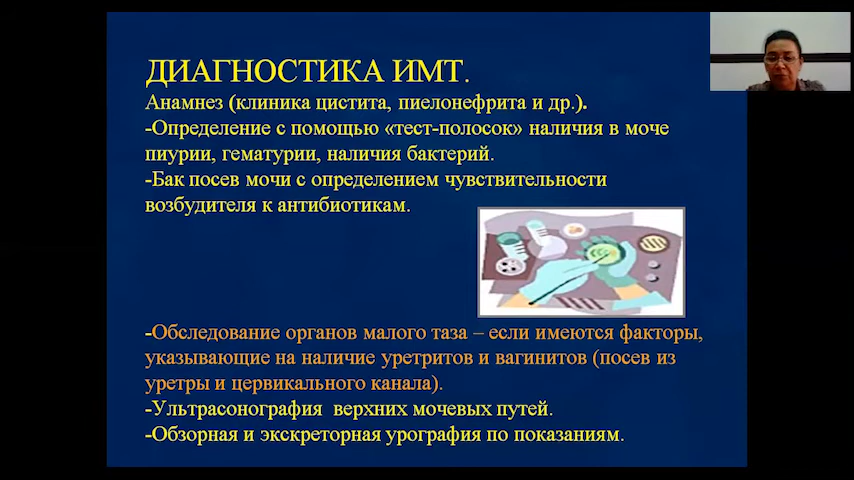 ДИАГНОСТИКА ИМТ.
Анамнез (клиника цистита, пиелонефрита и др.).
-Определение с помощью «тест-полосок» наличия в моче
пиурии, гематурии, наличия бактерий.
-Бак посев мочи с определением чувствительности
возбудителя к антибиотикам.
-Обследование органов малого таза – если имеются факторы,
указывающие на наличие уретритов и вагинитов (посев из
уретры и цервикального канала).
-Ультрасонография верхних мочевых путей.
-Обзорная и экскреторная урография по показаниям.